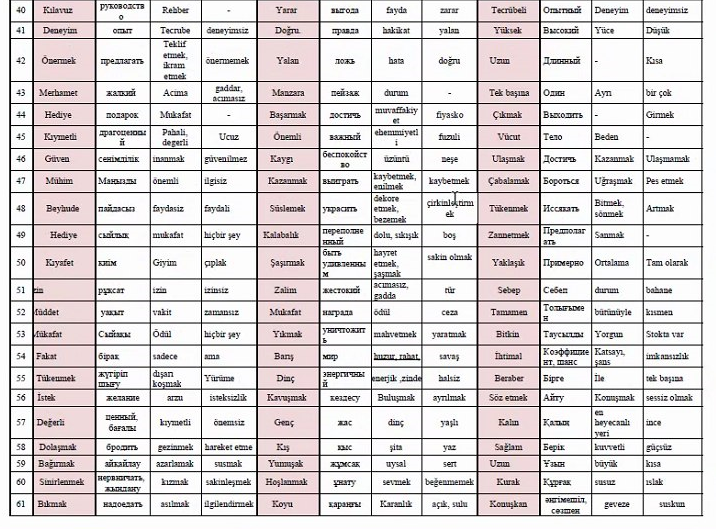 40 Kılavuz руководство Rehber - Yarar выгода fayda zarar Tecrübeli Опытный Deneyim deneyimsiz
41 Deneyim опыт Tecrube deneyimsiz Doğru. правда hakikat yalan Yüksek Высокий Yüce Düşük
42 Önermek предлагать Teklif etmek, ikram etmek önermemek Yalan ложь hata doğru Uzun Длинный - Kısa
43 Merhamet жалкий Acima gaddar, acımasız Manzara пейзаж durum - Tek başına Один Ayrı bir çok
44 Hediye подарок Mukafat - Başarmak достичь muvaffakiyet fiyasko Çıkmak Выходить - Girmek
45 Kıymetli драгоценный Pahali, degerli Ucuz Önemli важный ehemmiyetli fuzuli Vücut Тело Beden -
46 Güven сенімділік inanmak güvenilmez Kaygı беспокойство üzüntü neşe Ulaşmak Достичь Kazanmak Ulaşmamak
47 Mühim Маңызды önemli ilgisiz Kazanmak выиграть kaybetmek, enilmek kaybetmek Çabalamak Бороться Uğraşmak Pes etmek
48 Beyhude пайдасыз faydasiz faydali Süslemek украсить dekore etmek, bezemek çirkinleştirmek Tükenmek Иссякать Bitmek, sönmek Artmak
49 Hediye сыйлық mukafat hiçbir şey Kalabalık переполненный dolu, sıkışık boş Zannetmek Предполагать Sanmak -
50 Kıyafet киім Giyim çıplak Şaşırmak быть удивленным hayret etmek, şaşmak sakin olmak Yaklaşık Примерно Ortalama Tam olarak
51 zin рұқсат izin izinsiz Zalim жестокий acımasız, gadda tür Sebep Себеп durum bahane
52 füddet уақыт vakit zamansız Mukafat награда ödül ceza Tamamen Толығымен bütünüyle kısmen
53 fükafat Сыйақы Ödül hiçbir şey Yıkmak уничтожить mahvetmek yaratmak Bitkin Таусылды Yorgun Stokta var
54 Fakat бірақ sadece ama Barış мир huzur, rahat, savaş İhtimal Коэффициент, шанс Katsayı, şans imkansızlık
55 Tükenmek жүгіріп шығу dışarı koşmak Yürüme Dinç энергичный enerjik ,zinde halsiz Beraber Бірге İle tek başına
56 İstek желание arzu isteksizlik Kavuşmak кездесу Buluşmak ayrılmak Söz etmek Айту Konuşmak sessiz olmak
57 Değerli ценный, бағалы kıymetli önemsiz Genç жас dinç yaşlı Kalın Қалың en heyecanlı yeri ince
58 Dolaşmak бродить gezinmek hareket etme Kış қыс şita yaz Sağlam Берік kuvvetli güçsüz
59 Bağırmak айқайлау azarlamak susmak Yumuşak жұмсақ uysal sert Uzun Ұзын büyük kısa
60 Sinirlenmek нервничать, жындану kızmak sakinleşmek Hoşlanmak ұнату sevmek beğenmemek Kurak Құрғақ susuz ıslak
61 Bıkmak надоедать asılmak ilgilendirmek Koyu қараңғы Karanlık açık, sulu Konuşkan әңгімешіл, сөзшең geveze suskun